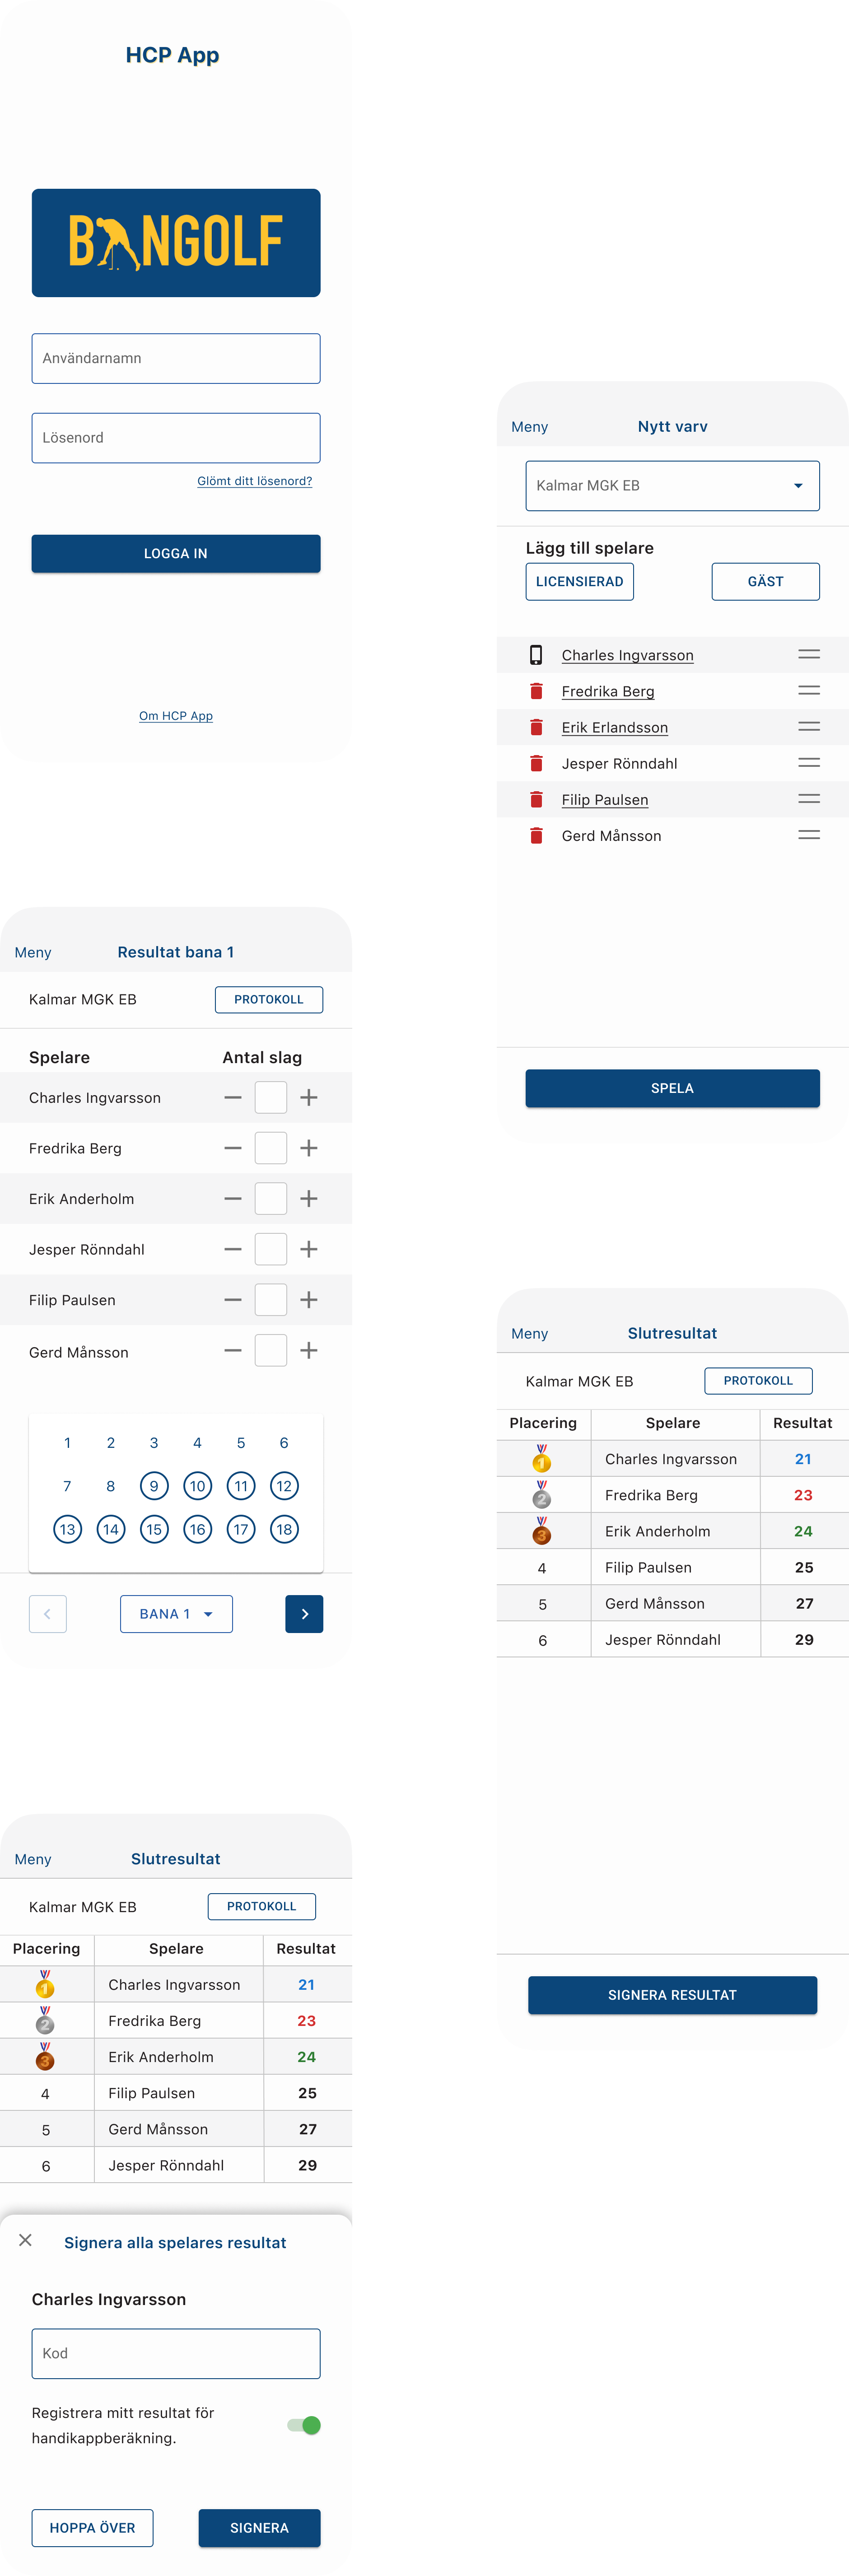 HCP App
BANGOLF
Användarnamn
Lösenord
Glömt ditt lösenord?
LOGGA IN
Om HCP App
Meny Nytt varv
Kalmar MGK EB
Lägg till spelare
LICENSIERAD GÄST
Charles Ingvarsson
Fredrika Berg
Erik Erlandsson
Jesper Rönndahl
Filip Paulsen
Gerd Månsson
SPELA
Meny Resultat bana 1
Kalmar MGK EB PROTOKOLL
Spelare Antal slag
Charles Ingvarsson
Fredrika Berg
Erik Anderholm
Jesper Rönndahl
Filip Paulsen
Gerd Månsson
1 2 3 4 5 6
7 8 9 10 11 12
13 14 15 16 17 18
BANA 1
Meny Slutresultat
Kalmar MGK EB PROTOKOLL
Placering Spelare Resultat
1 Charles Ingvarsson 21
2 Fredrika Berg 23
3 Erik Anderholm 24
4 Filip Paulsen 25
5 Gerd Månsson 27
6 Jesper Rönndahl 29
SIGNERA RESULTAT
Meny Slutresultat
Kalmar MGK EB PROTOKOLL
Placering Spelare Resultat
1 Charles Ingvarsson 21
2 Fredrika Berg 23
3 Erik Anderholm 24
4 Filip Paulsen 25
5 Gerd Månsson 27
6 Jesper Rönndahl 29
Signera alla spelares resultat
Charles Ingvarsson
Kod
Registrera mitt resultat för
handikappberäkning.
HOPPA ÖVER SIGNERA